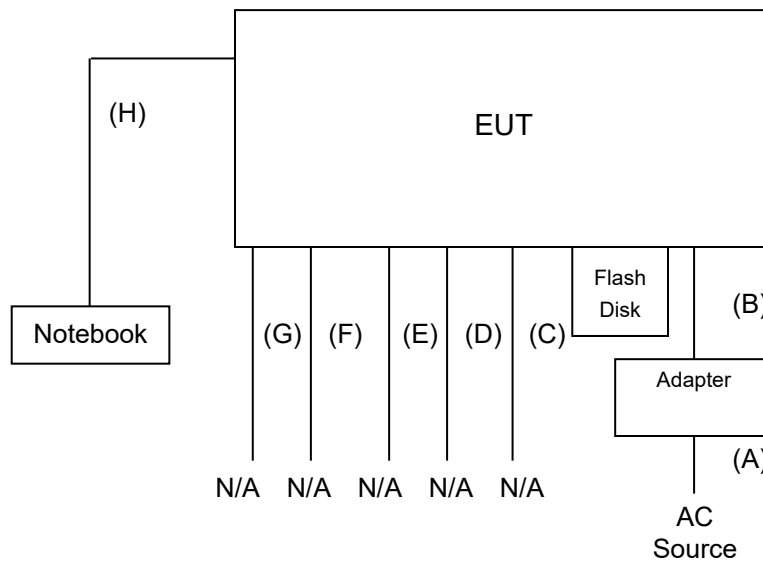 (H)
EUT
Flash
Disk
(B)
Notebook
(G) (F) (E) (D) (C)
Adapter
(A)
N/A N/A N/A N/A N/A
AC
Source